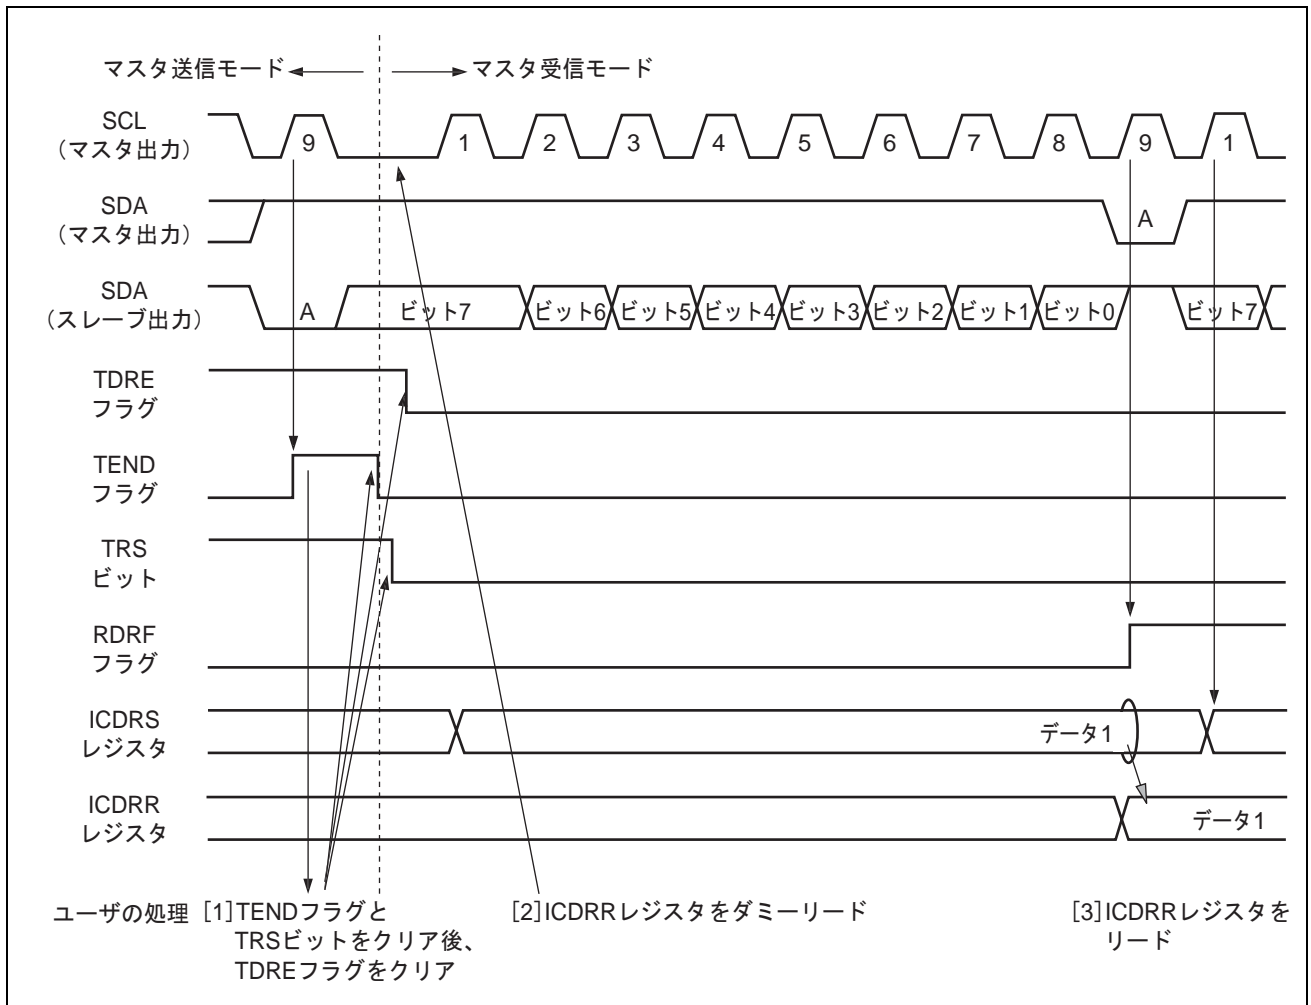 マスタ送信モード マスタ受信モード
SCL
（マスタ出力）
9 1 2 3 4 5 6 7 8 9 1
SDA
（マスタ出力）
A
SDA
（スレーブ出力）
A ビット7 ビット6 ビット5 ビット4 ビット3 ビット2 ビット1 ビット0 ビット7
TDRE
フラグ
TEND
フラグ
TRS
ビット
RDRF
フラグ
ICDRS
レジスタ
データ1
ICDRR
レジスタ
データ1
ユーザの処理
[1]TENDフラグと
TRSビットをクリア後、
TDREフラグをクリア
[2]ICDRRレジスタをダミーリード
[3]ICDRRレジスタを
リード